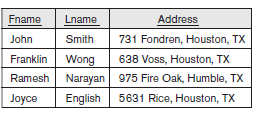 Fname Lname Address
John Smith 731 Fondren, Houston, TX
Franklin Wong 638 Voss, Houston, TX
Ramesh Narayan 975 Fire Oak, Humble, TX
Joyce English 5631 Rice, Houston, TX